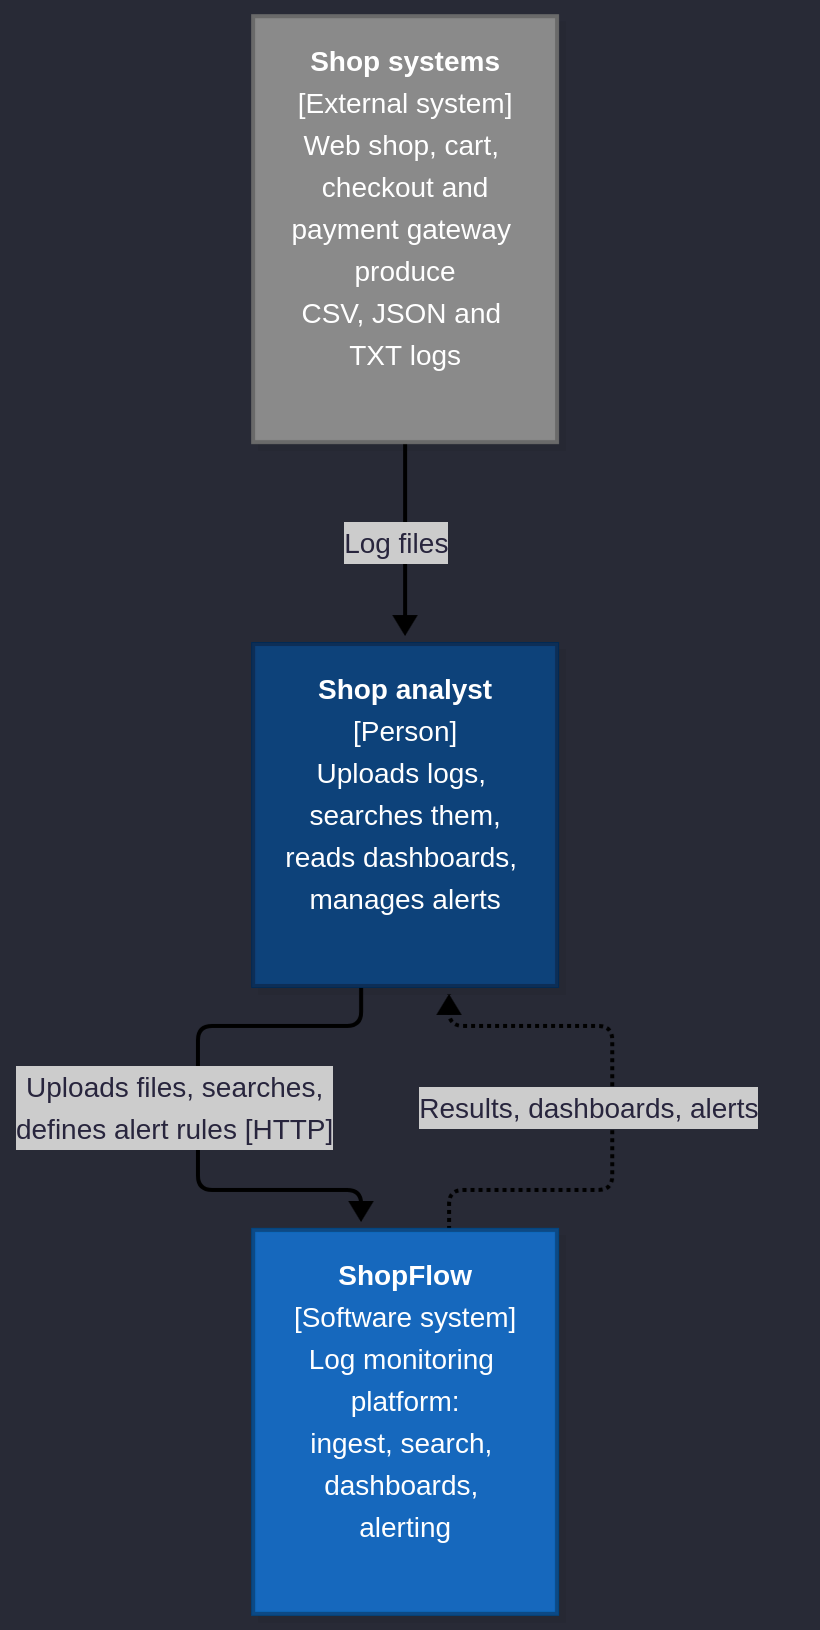 Shop systems
[External system]
Web shop, cart,
checkout and
payment gateway
produce
CSV, JSON and
TXT logs
Log files
Shop analyst
[Person]
Uploads logs,
searches them,
reads dashboards,
manages alerts
Uploads files, searches,
defines alert rules [HTTP]
Results, dashboards, alerts
ShopFlow
[Software system]
Log monitoring
platform:
ingest, search,
dashboards,
alerting